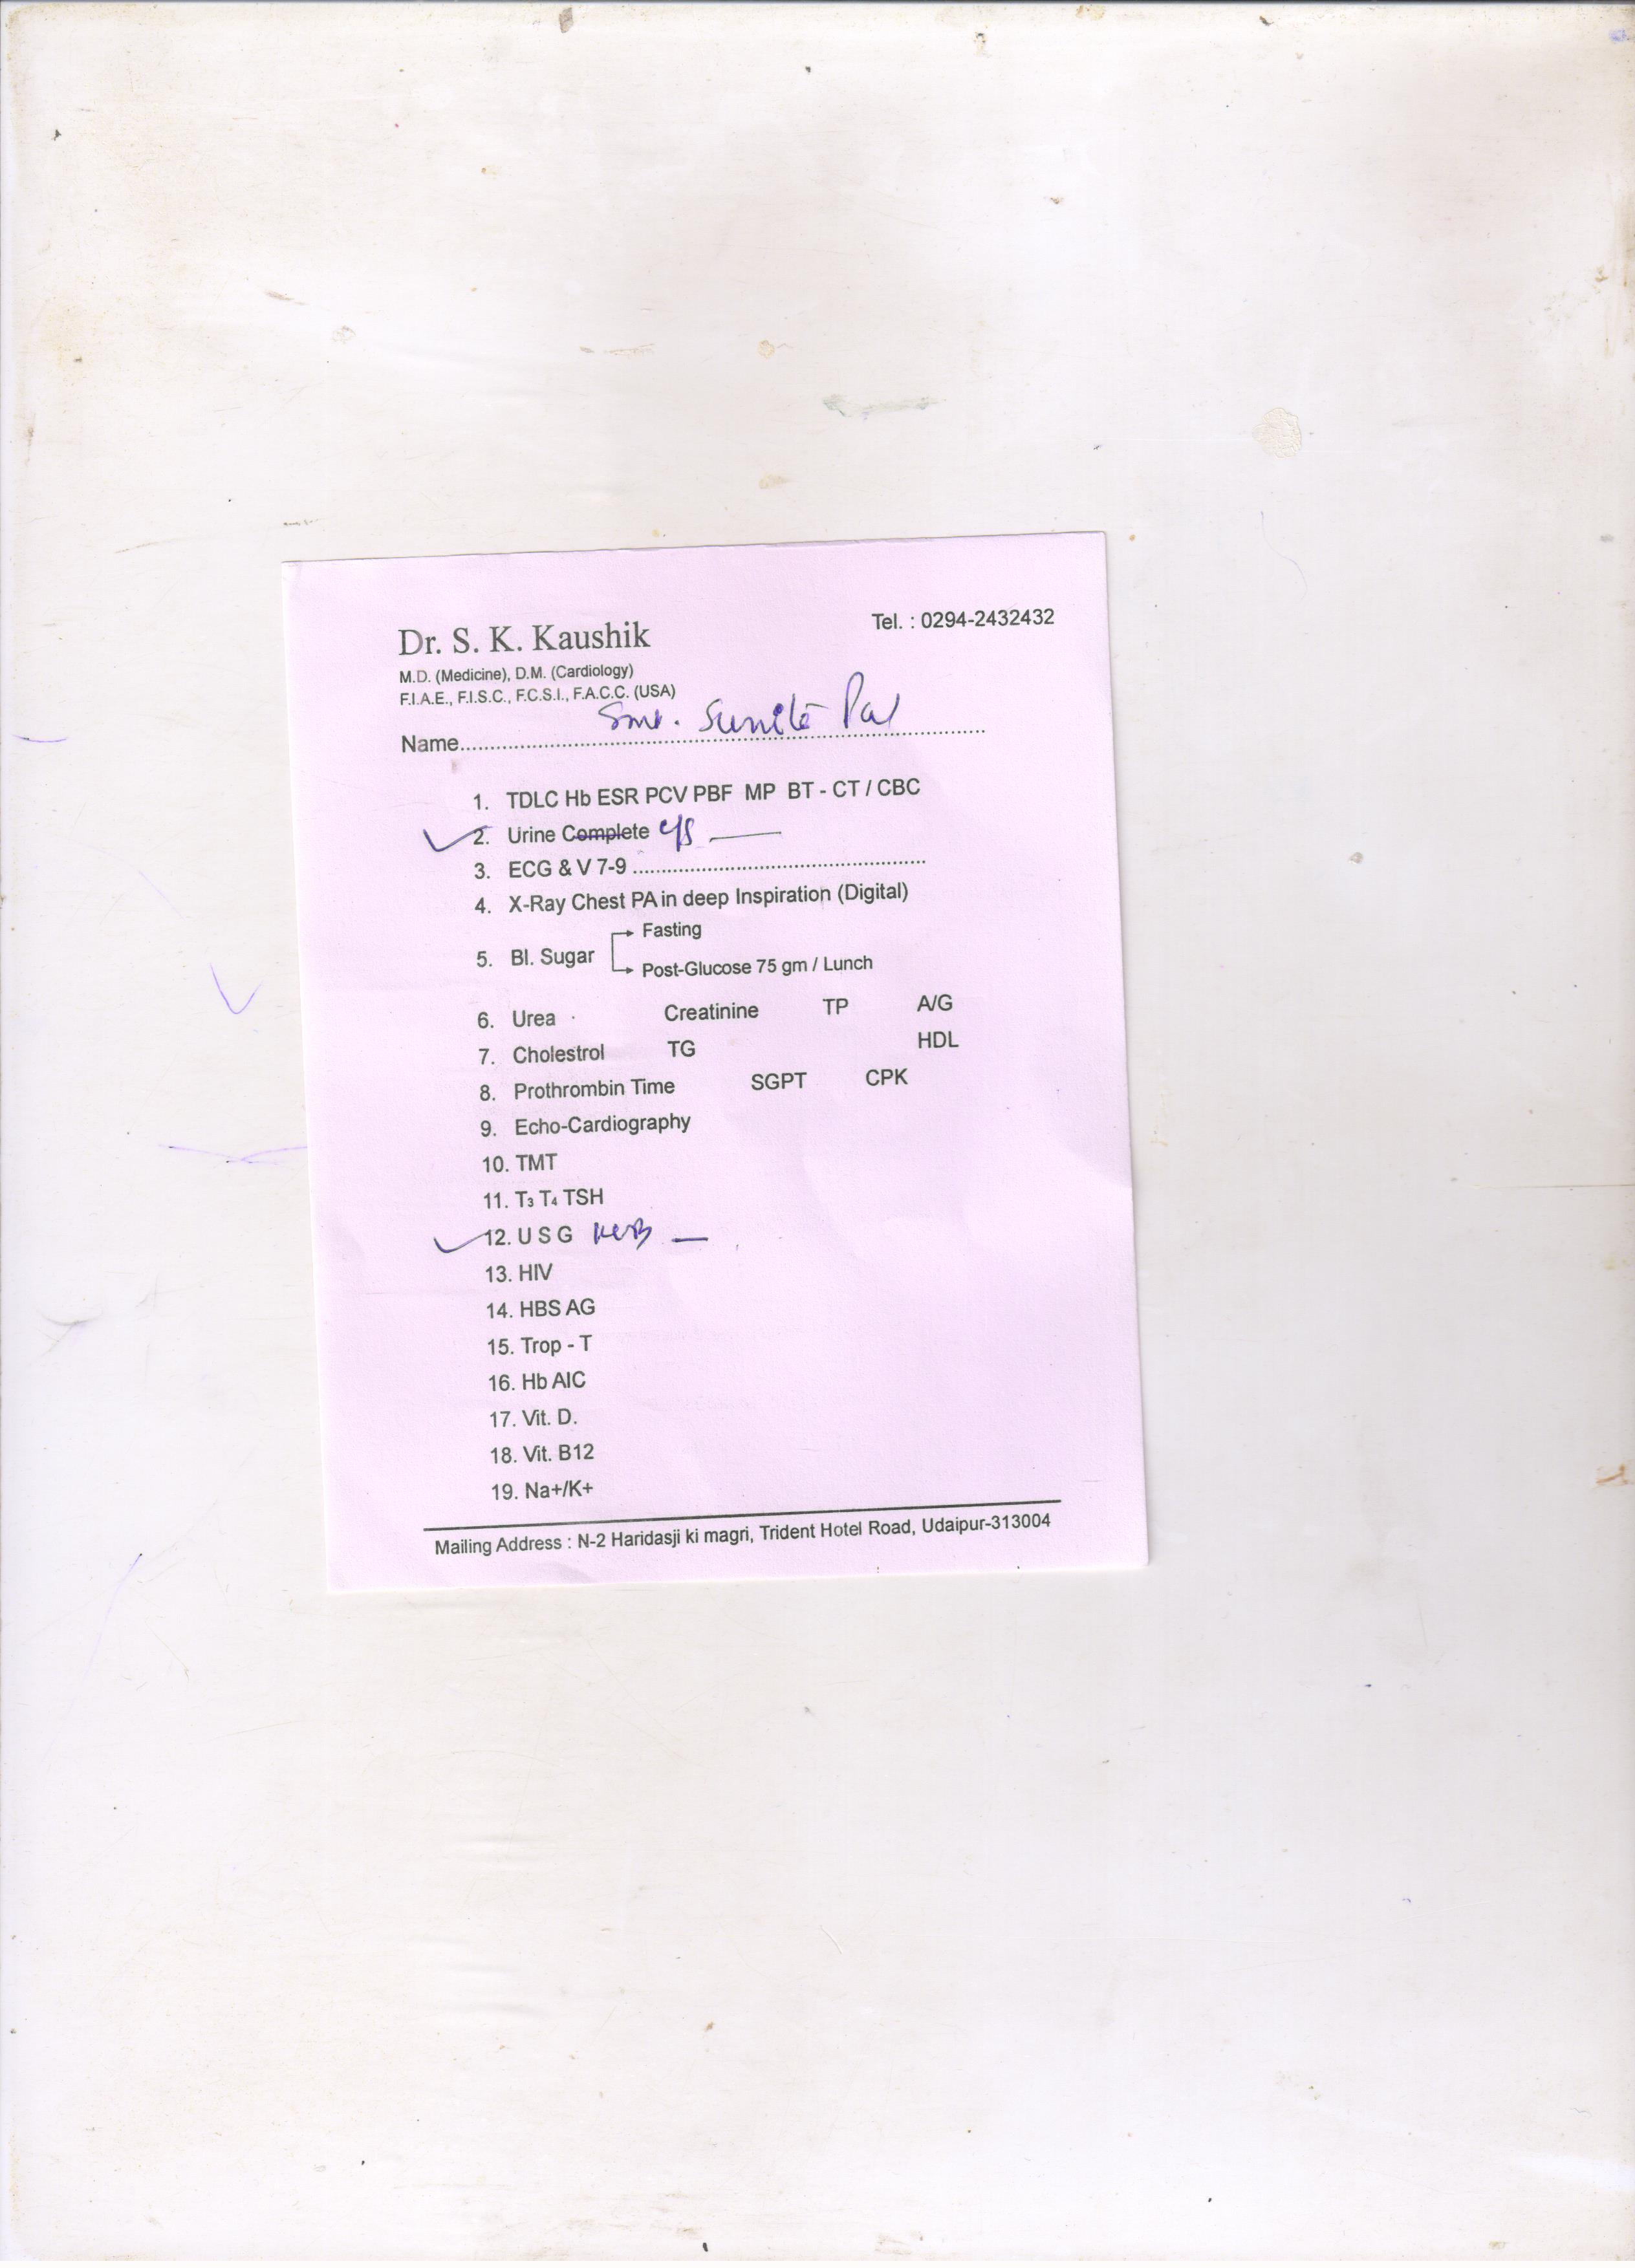 Dr. S. K. Kaushik
Tel. : 0294-2432432
M.D. (Medicine), D.M. (Cardiology)
F.I.A.E., F.I.S.C., F.C.S.I., F.A.C.C. (USA)
Name.......... Smt. Sunita Pal
1. TDLC Hb ESR PCV PBF MP BT - CT / CBC
✓ 2. Urine Complete C/S —
3. ECG & V 7-9 ..........
4. X-Ray Chest PA in deep Inspiration (Digital)
→ Fasting
5. Bl. Sugar
→ Post-Glucose 75 gm / Lunch
6. Urea Creatinine TP A/G
7. Cholestrol TG HDL
8. Prothrombin Time SGPT CPK
9. Echo-Cardiography
10. TMT
11. T3 T4 TSH
✓ 12. U S G KUB —
13. HIV
14. HBS AG
15. Trop - T
16. Hb AIC
17. Vit. D.
18. Vit. B12
19. Na+/K+
Mailing Address : N-2 Haridasji ki magri, Trident Hotel Road, Udaipur-313004